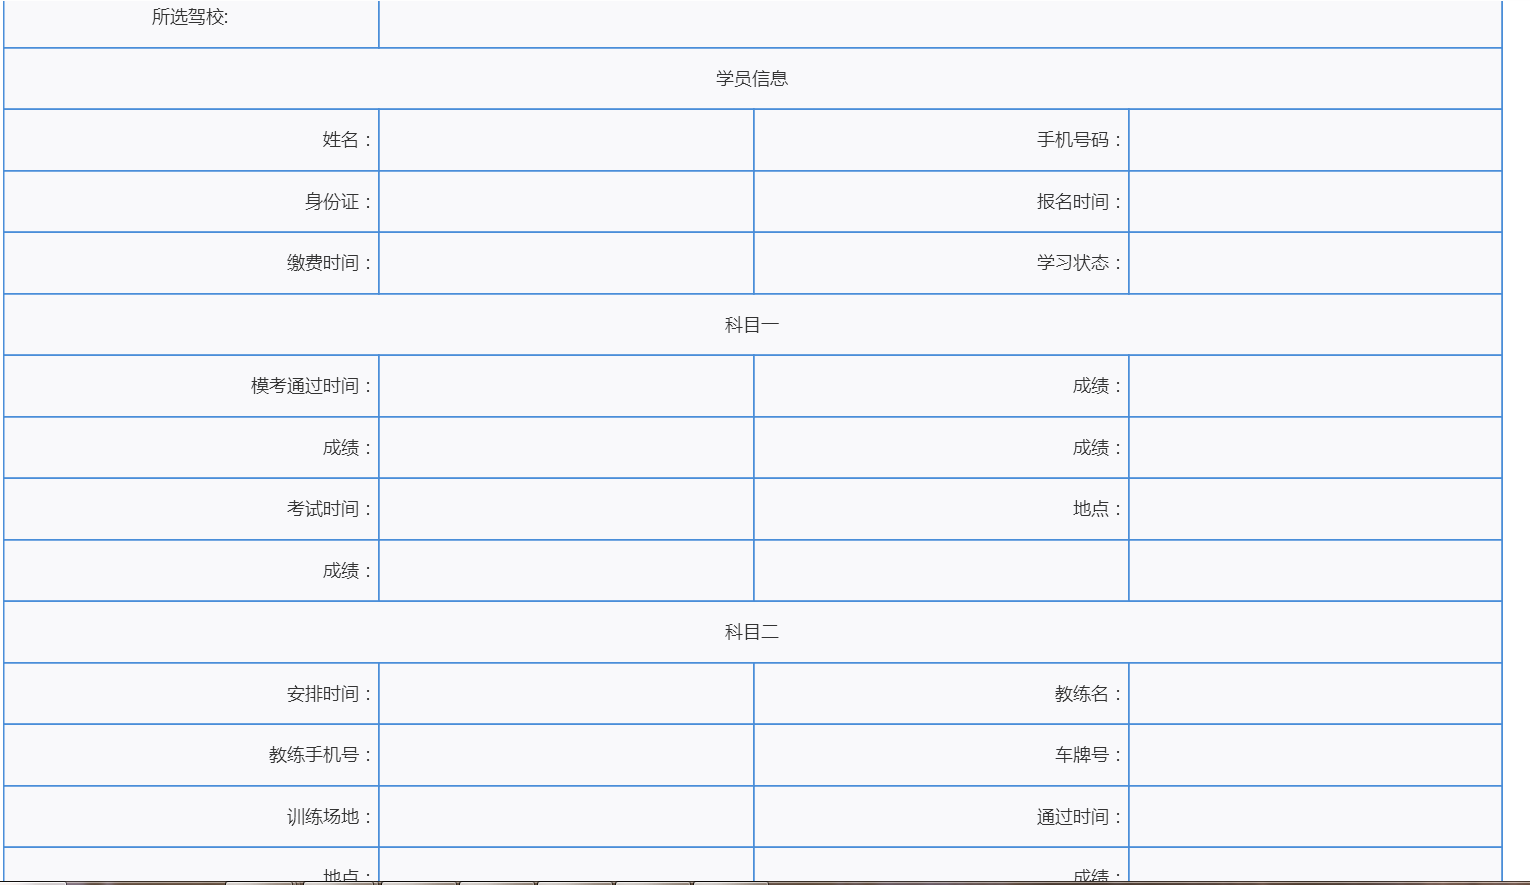 所选驾校:
学员信息
姓名： 手机号码：
身份证： 报名时间：
缴费时间： 学习状态：
科目一
模考通过时间： 成绩：
成绩： 成绩：
考试时间： 地点：
成绩：
科目二
安排时间： 教练名：
教练手机号： 车牌号：
训练场地： 通过时间：
地点： 成绩：